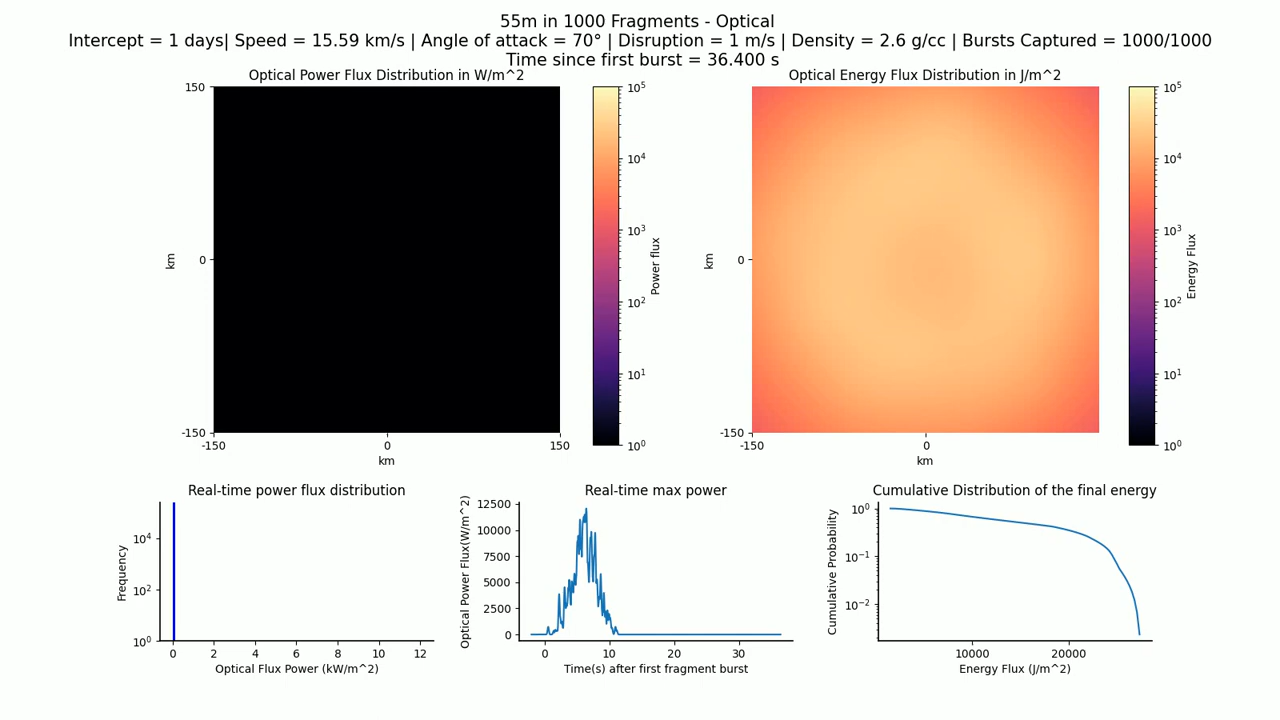 55m in 1000 Fragments - Optical
Intercept = 1 days| Speed = 15.59 km/s | Angle of attack = 70° | Disruption = 1 m/s | Density = 2.6 g/cc | Bursts Captured = 1000/1000
Time since first burst = 36.400 s
Optical Power Flux Distribution in W/m^2
150
0
-150
km
-150
0
150
km
10^5
10^4
10^3
10^2
10^1
10^0
Power flux
Optical Energy Flux Distribution in J/m^2
150
0
-150
km
-150
0
km
10^5
10^4
10^3
10^2
10^1
10^0
Energy Flux
Real-time power flux distribution
10^4
10^2
10^0
Frequency
0 2 4 6 8 10 12
Optical Flux Power (kW/m^2)
Real-time max power
12500
10000
7500
5000
2500
0
Optical Power Flux(W/m^2)
0 10 20 30
Time(s) after first fragment burst
Cumulative Distribution of the final energy
10^0
10^-1
10^-2
Cumulative Probability
10000 20000
Energy Flux (J/m^2)